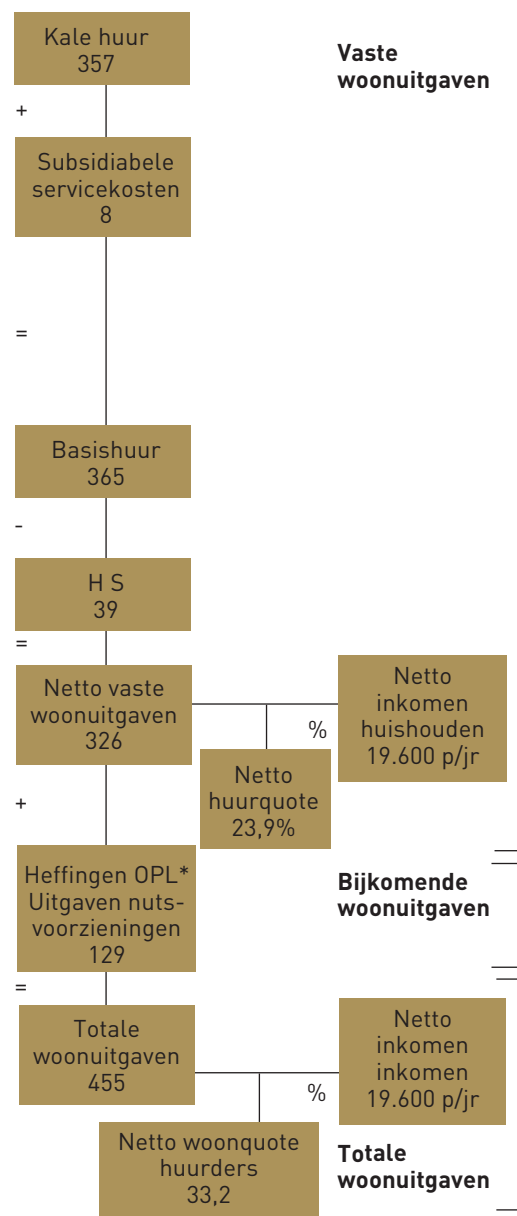 Kale huur
357
Vaste
woonuitgaven
+
Subsidiabele
servicekosten
8
=
Basishuur
365
-
H S
39
=
Netto vaste
woonuitgaven
326
%
Netto
inkomen
huishouden
19.600 p/jr
Netto
huurquote
23,9%
+
Heffingen OPL*
Uitgaven nuts-
voorzieningen
129
Bijkomende
woonuitgaven
=
Totale
woonuitgaven
455
%
Netto
inkomen
inkomen
19.600 p/jr
Netto woonquote
huurders
33,2
Totale
woonuitgaven